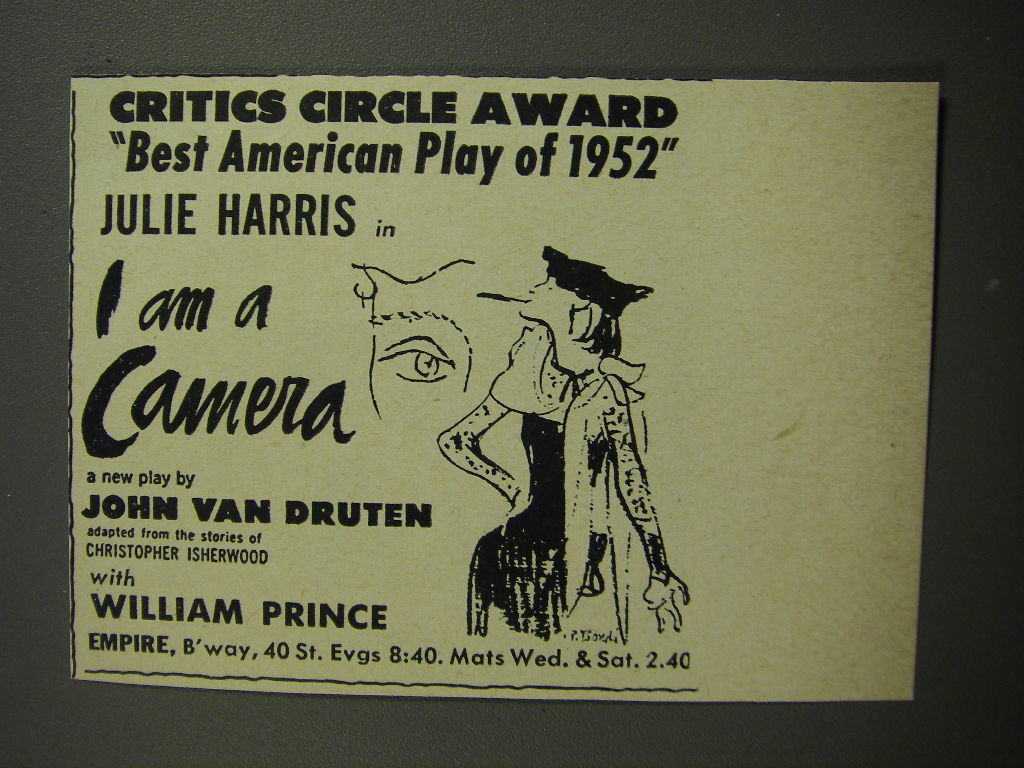 CRITICS CIRCLE AWARD
"Best American Play of 1952"
JULIE HARRIS in
I am a
Camera
a new play by
JOHN VAN DRUTEN
adapted from the stories of
CHRISTOPHER ISHERWOOD
with
WILLIAM PRINCE
EMPIRE, B'way, 40 St. Evgs 8:40. Mats Wed. & Sat. 2.40